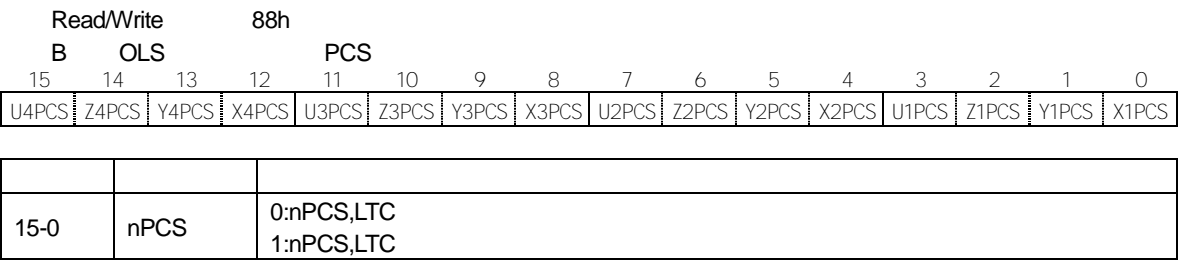 Read/Write 88h
B OLS PCS
15 14 13 12 11 10 9 8 7 6 5 4 3 2 1 0
U4PCS Z4PCS Y4PCS X4PCS U3PCS Z3PCS Y3PCS X3PCS U2PCS Z2PCS Y2PCS X2PCS U1PCS Z1PCS Y1PCS X1PCS
15-0 nPCS 0:nPCS,LTC
1:nPCS,LTC